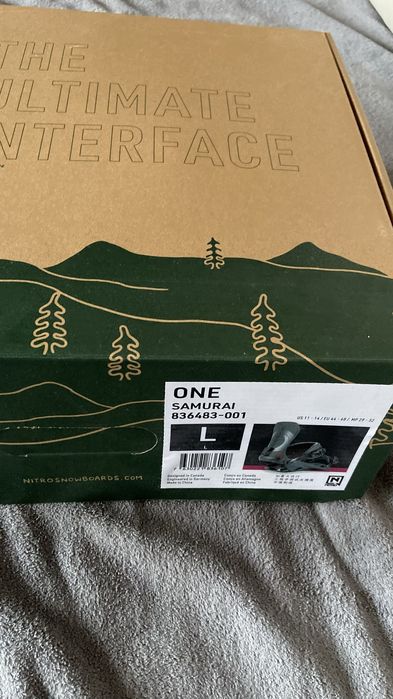 THE
ULTIMATE
INTERFACE
ONE
SAMURAI
836483-001
US 11 - 14 / EU 44 - 48 / MP 29 - 32
L
L
Designed in Canada
Engineered in Germany
Made in China
Conçu au Canada
Conçu en Allemagne
Fabriqué en Chine
NITROSNOWBOARDS.COM
N